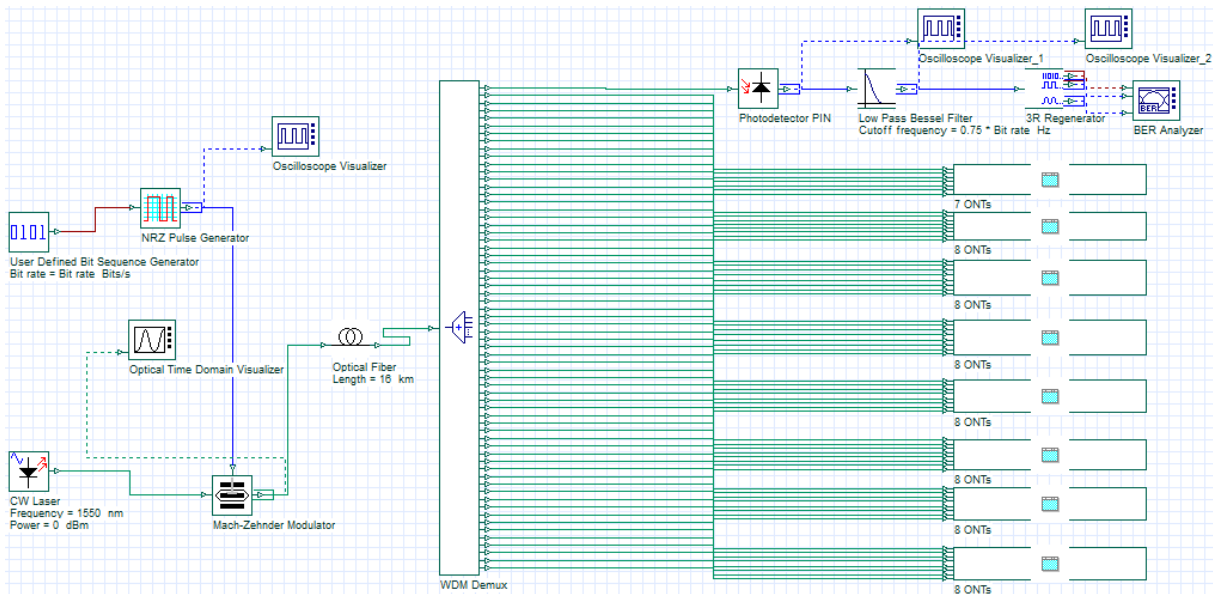 Oscilloscope Visualizer_1
Oscilloscope Visualizer_2
Photodetector PIN
Low Pass Bessel Filter
Cutoff frequency = 0.75 * Bit rate Hz
3R Regenerator
BER
BER Analyzer
Oscilloscope Visualizer
NRZ Pulse Generator
0101
User Defined Bit Sequence Generator
Bit rate = Bit rate Bits/s
7 ONTs
8 ONTs
8 ONTs
Optical Time Domain Visualizer
Optical Fiber
Length = 16 km
8 ONTs
8 ONTs
8 ONTs
CW Laser
Frequency = 1550 nm
Power = 0 dBm
Mach-Zehnder Modulator
8 ONTs
WDM Demux
8 ONTs